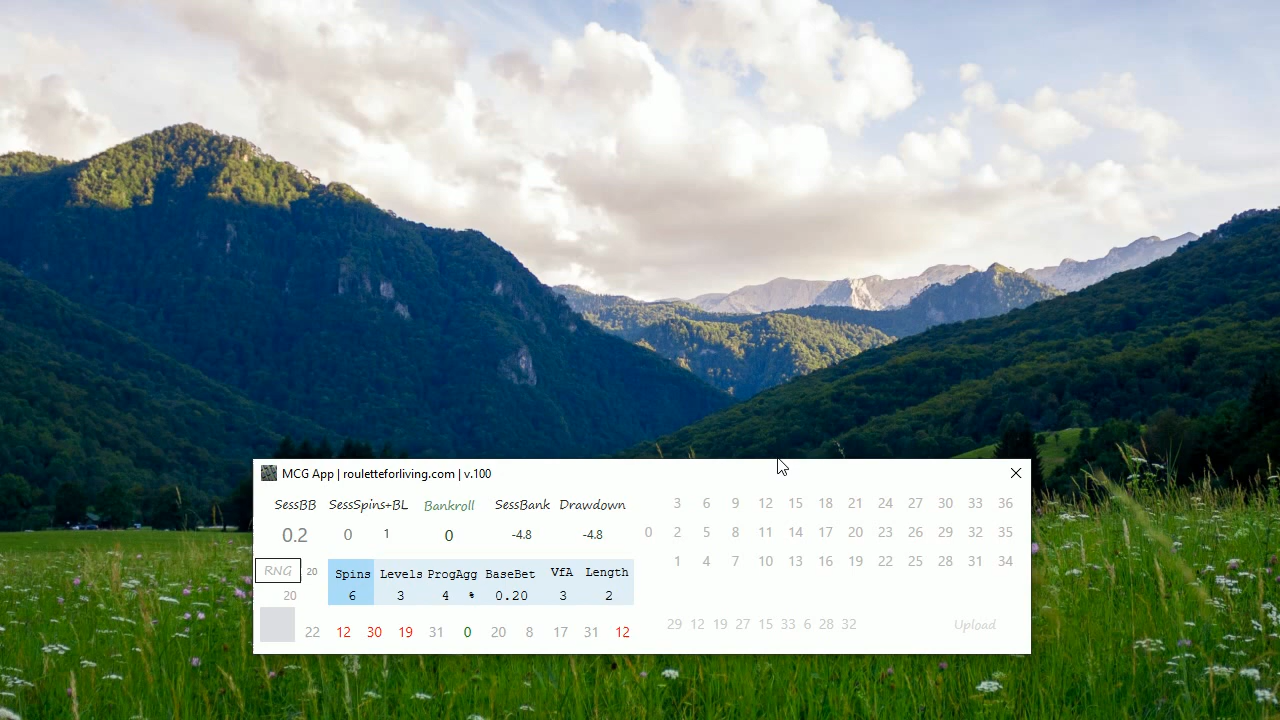 MCG App | rouletteforliving.com | v.100
SessBB SessSpins+BL Bankroll SessBank Drawdown
0.2 0 1 0 -4.8 -4.8
3 6 9 12 15 18 21 24 27 30 33 36
0 2 5 8 11 14 17 20 23 26 29 32 35
1 4 7 10 13 16 19 22 25 28 31 34
RNG 20
20
Spins Levels ProgAgg BaseBet VfA Length
6 3 4 % 0.20 3 2
22 12 30 19 31 0 20 8 17 31 12
29 12 19 27 15 33 6 28 32
Upload